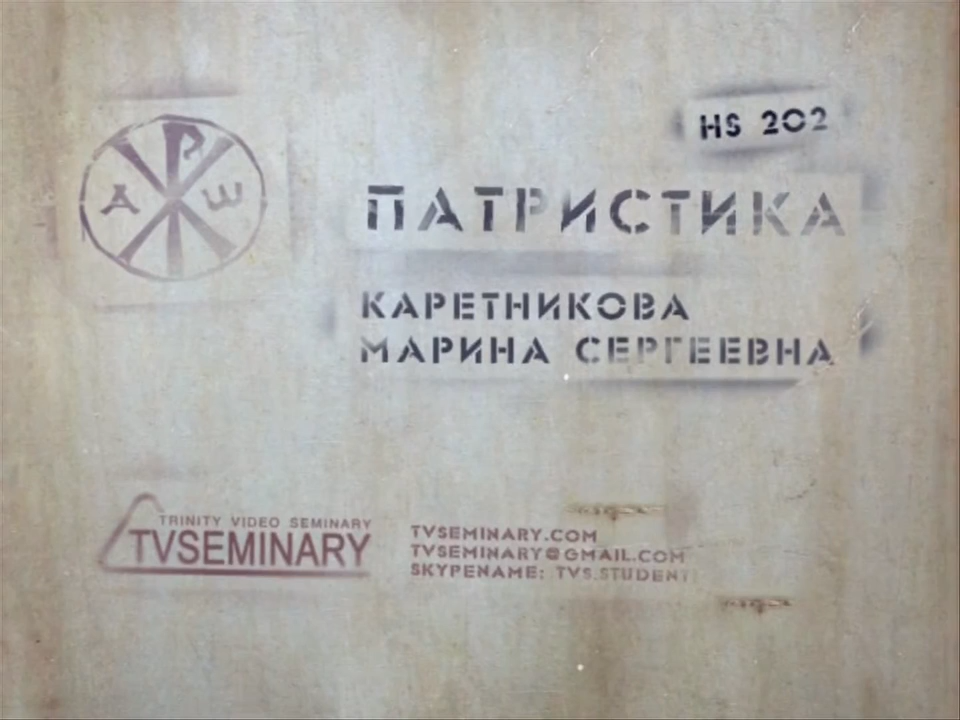 HS 202
ПАТРИСТИКА
КАРЕТНИКОВА
МАРИНА СЕРГЕЕВНА
А Р Ш
TRINITY VIDEO SEMINARY
TVSEMINARY
TVSEMINARY.COM
TVSEMINARY@GMAIL.COM
SKYPENAME: TVS.STUDENT